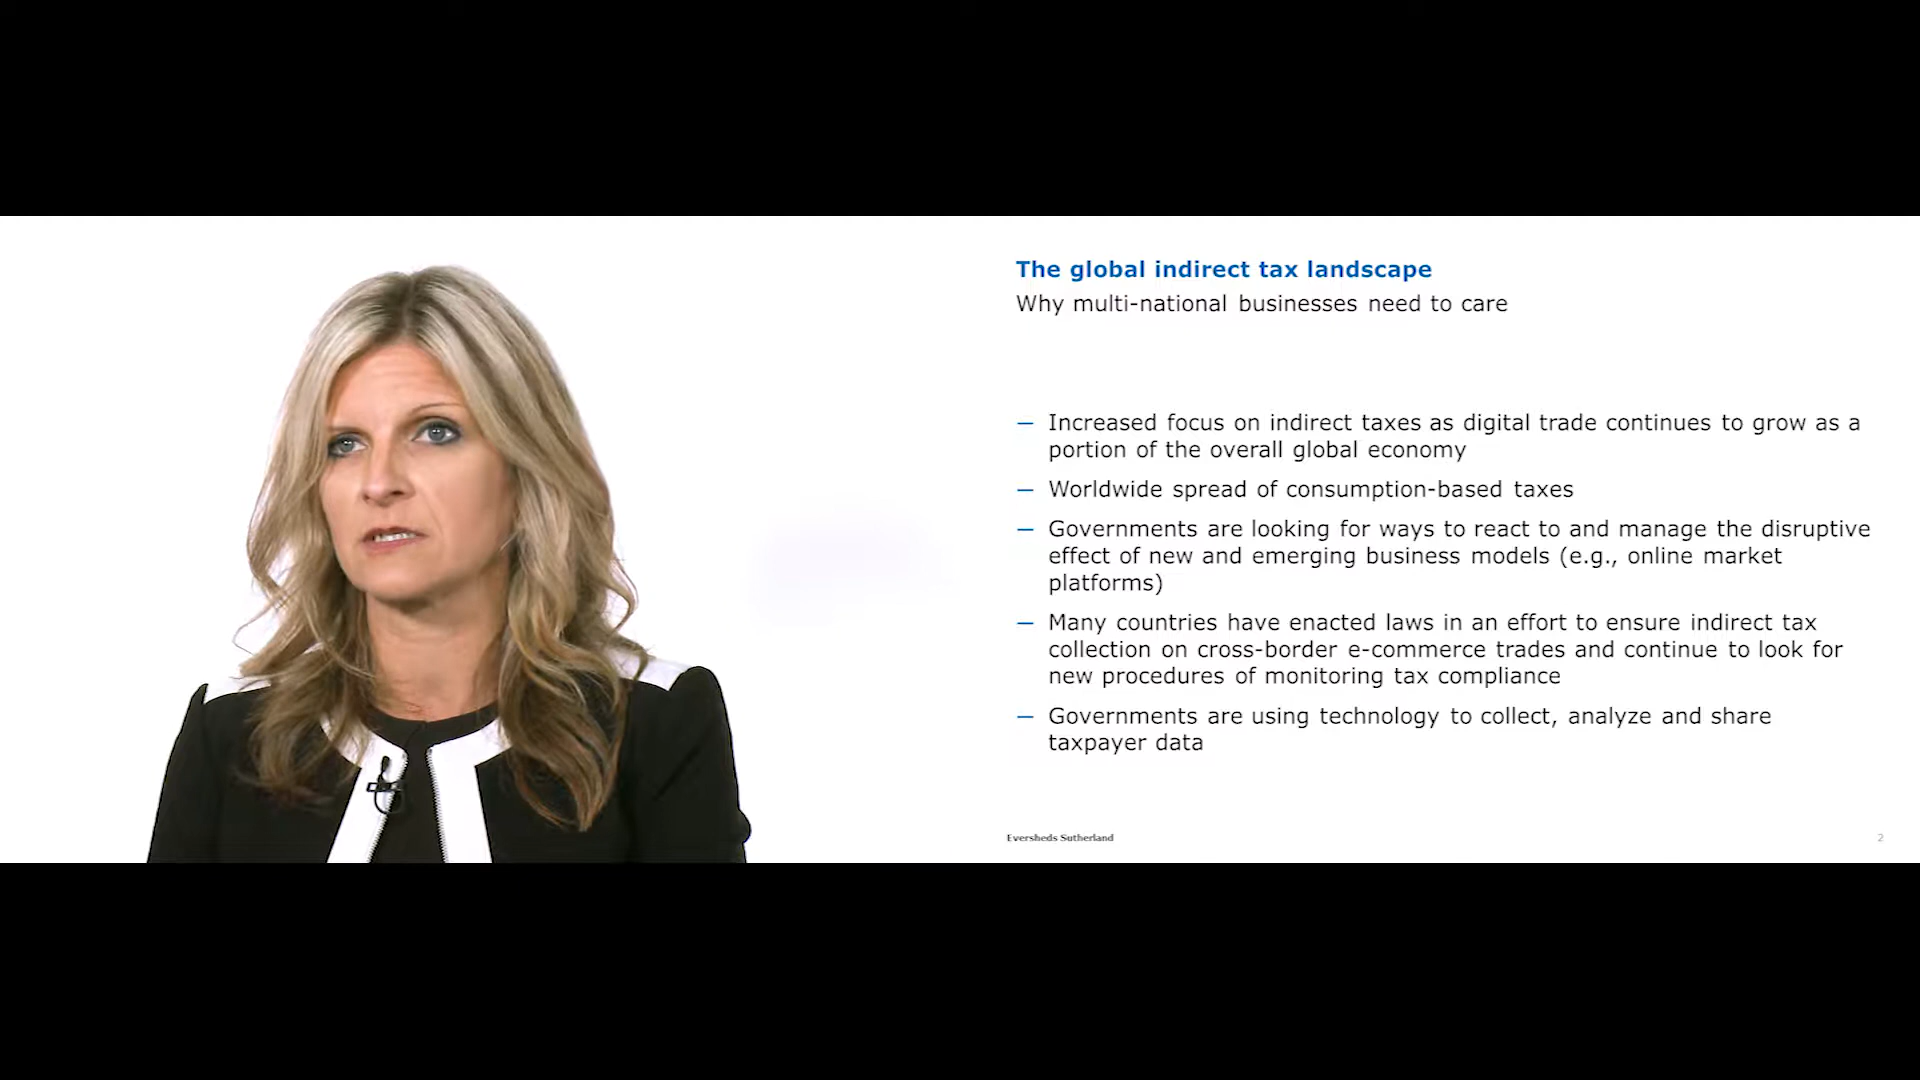 The global indirect tax landscape
Why multi-national businesses need to care
— Increased focus on indirect taxes as digital trade continues to grow as a
portion of the overall global economy
— Worldwide spread of consumption-based taxes
— Governments are looking for ways to react to and manage the disruptive
effect of new and emerging business models (e.g., online market
platforms)
— Many countries have enacted laws in an effort to ensure indirect tax
collection on cross-border e-commerce trades and continue to look for
new procedures of monitoring tax compliance
— Governments are using technology to collect, analyze and share
taxpayer data
Eversheds Sutherland
2